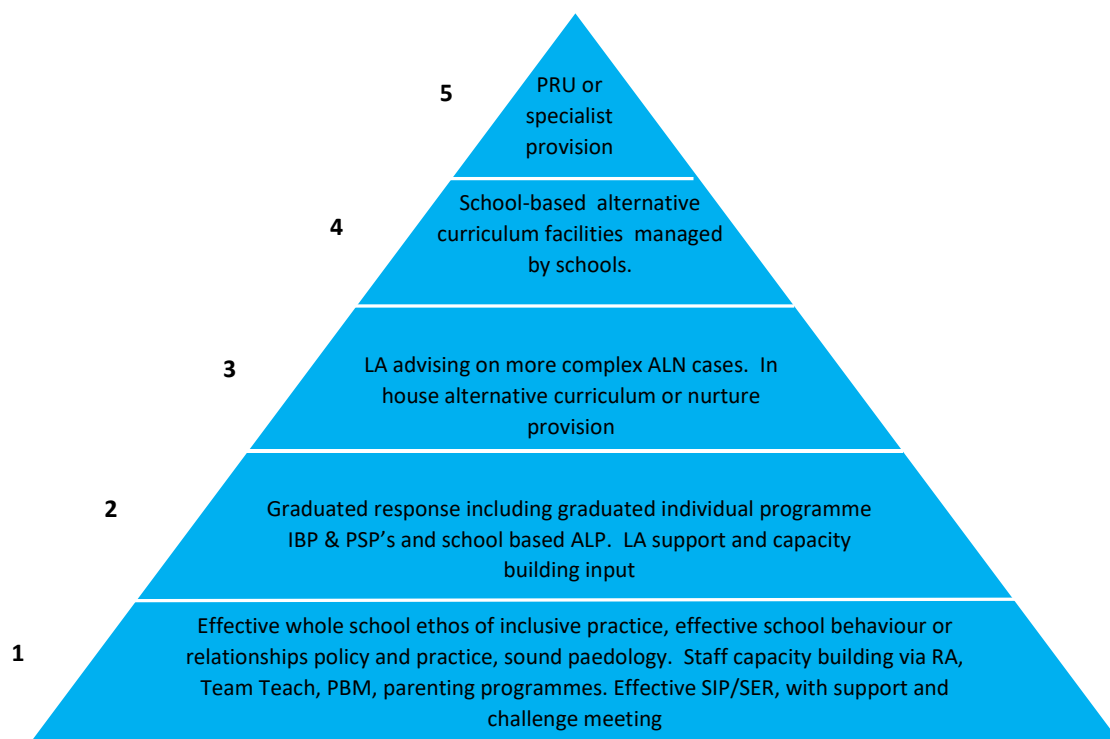 5
PRU or
specialist
provision
4
School-based alternative
curriculum facilities managed
by schools.
3
LA advising on more complex ALN cases. In
house alternative curriculum or nurture
provision
2
Graduated response including graduated individual programme
IBP & PSP’s and school based ALP. LA support and capacity
building input
1
Effective whole school ethos of inclusive practice, effective school behaviour or
relationships policy and practice, sound paedology. Staff capacity building via RA,
Team Teach, PBM, parenting programmes. Effective SIP/SER, with support and
challenge meeting